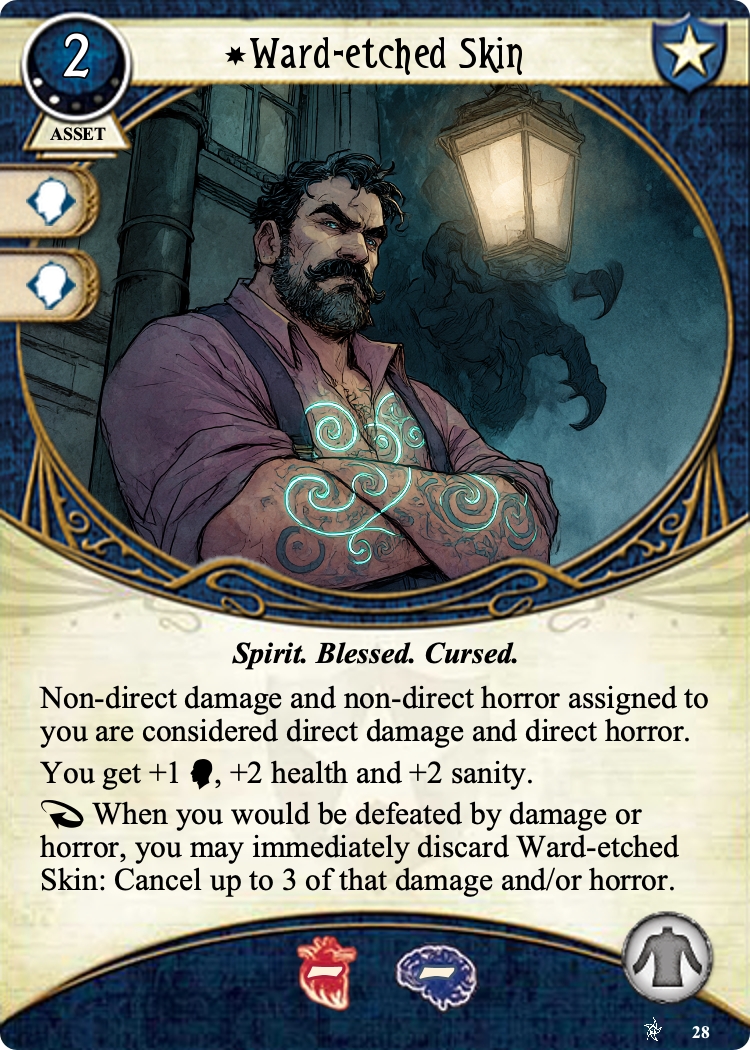 2
Ward-etched Skin
ASSET
Spirit. Blessed. Cursed.
Non-direct damage and non-direct horror assigned to
you are considered direct damage and direct horror.
You get +1 , +2 health and +2 sanity.
When you would be defeated by damage or
horror, you may immediately discard Ward-etched
Skin: Cancel up to 3 of that damage and/or horror.
- -
28